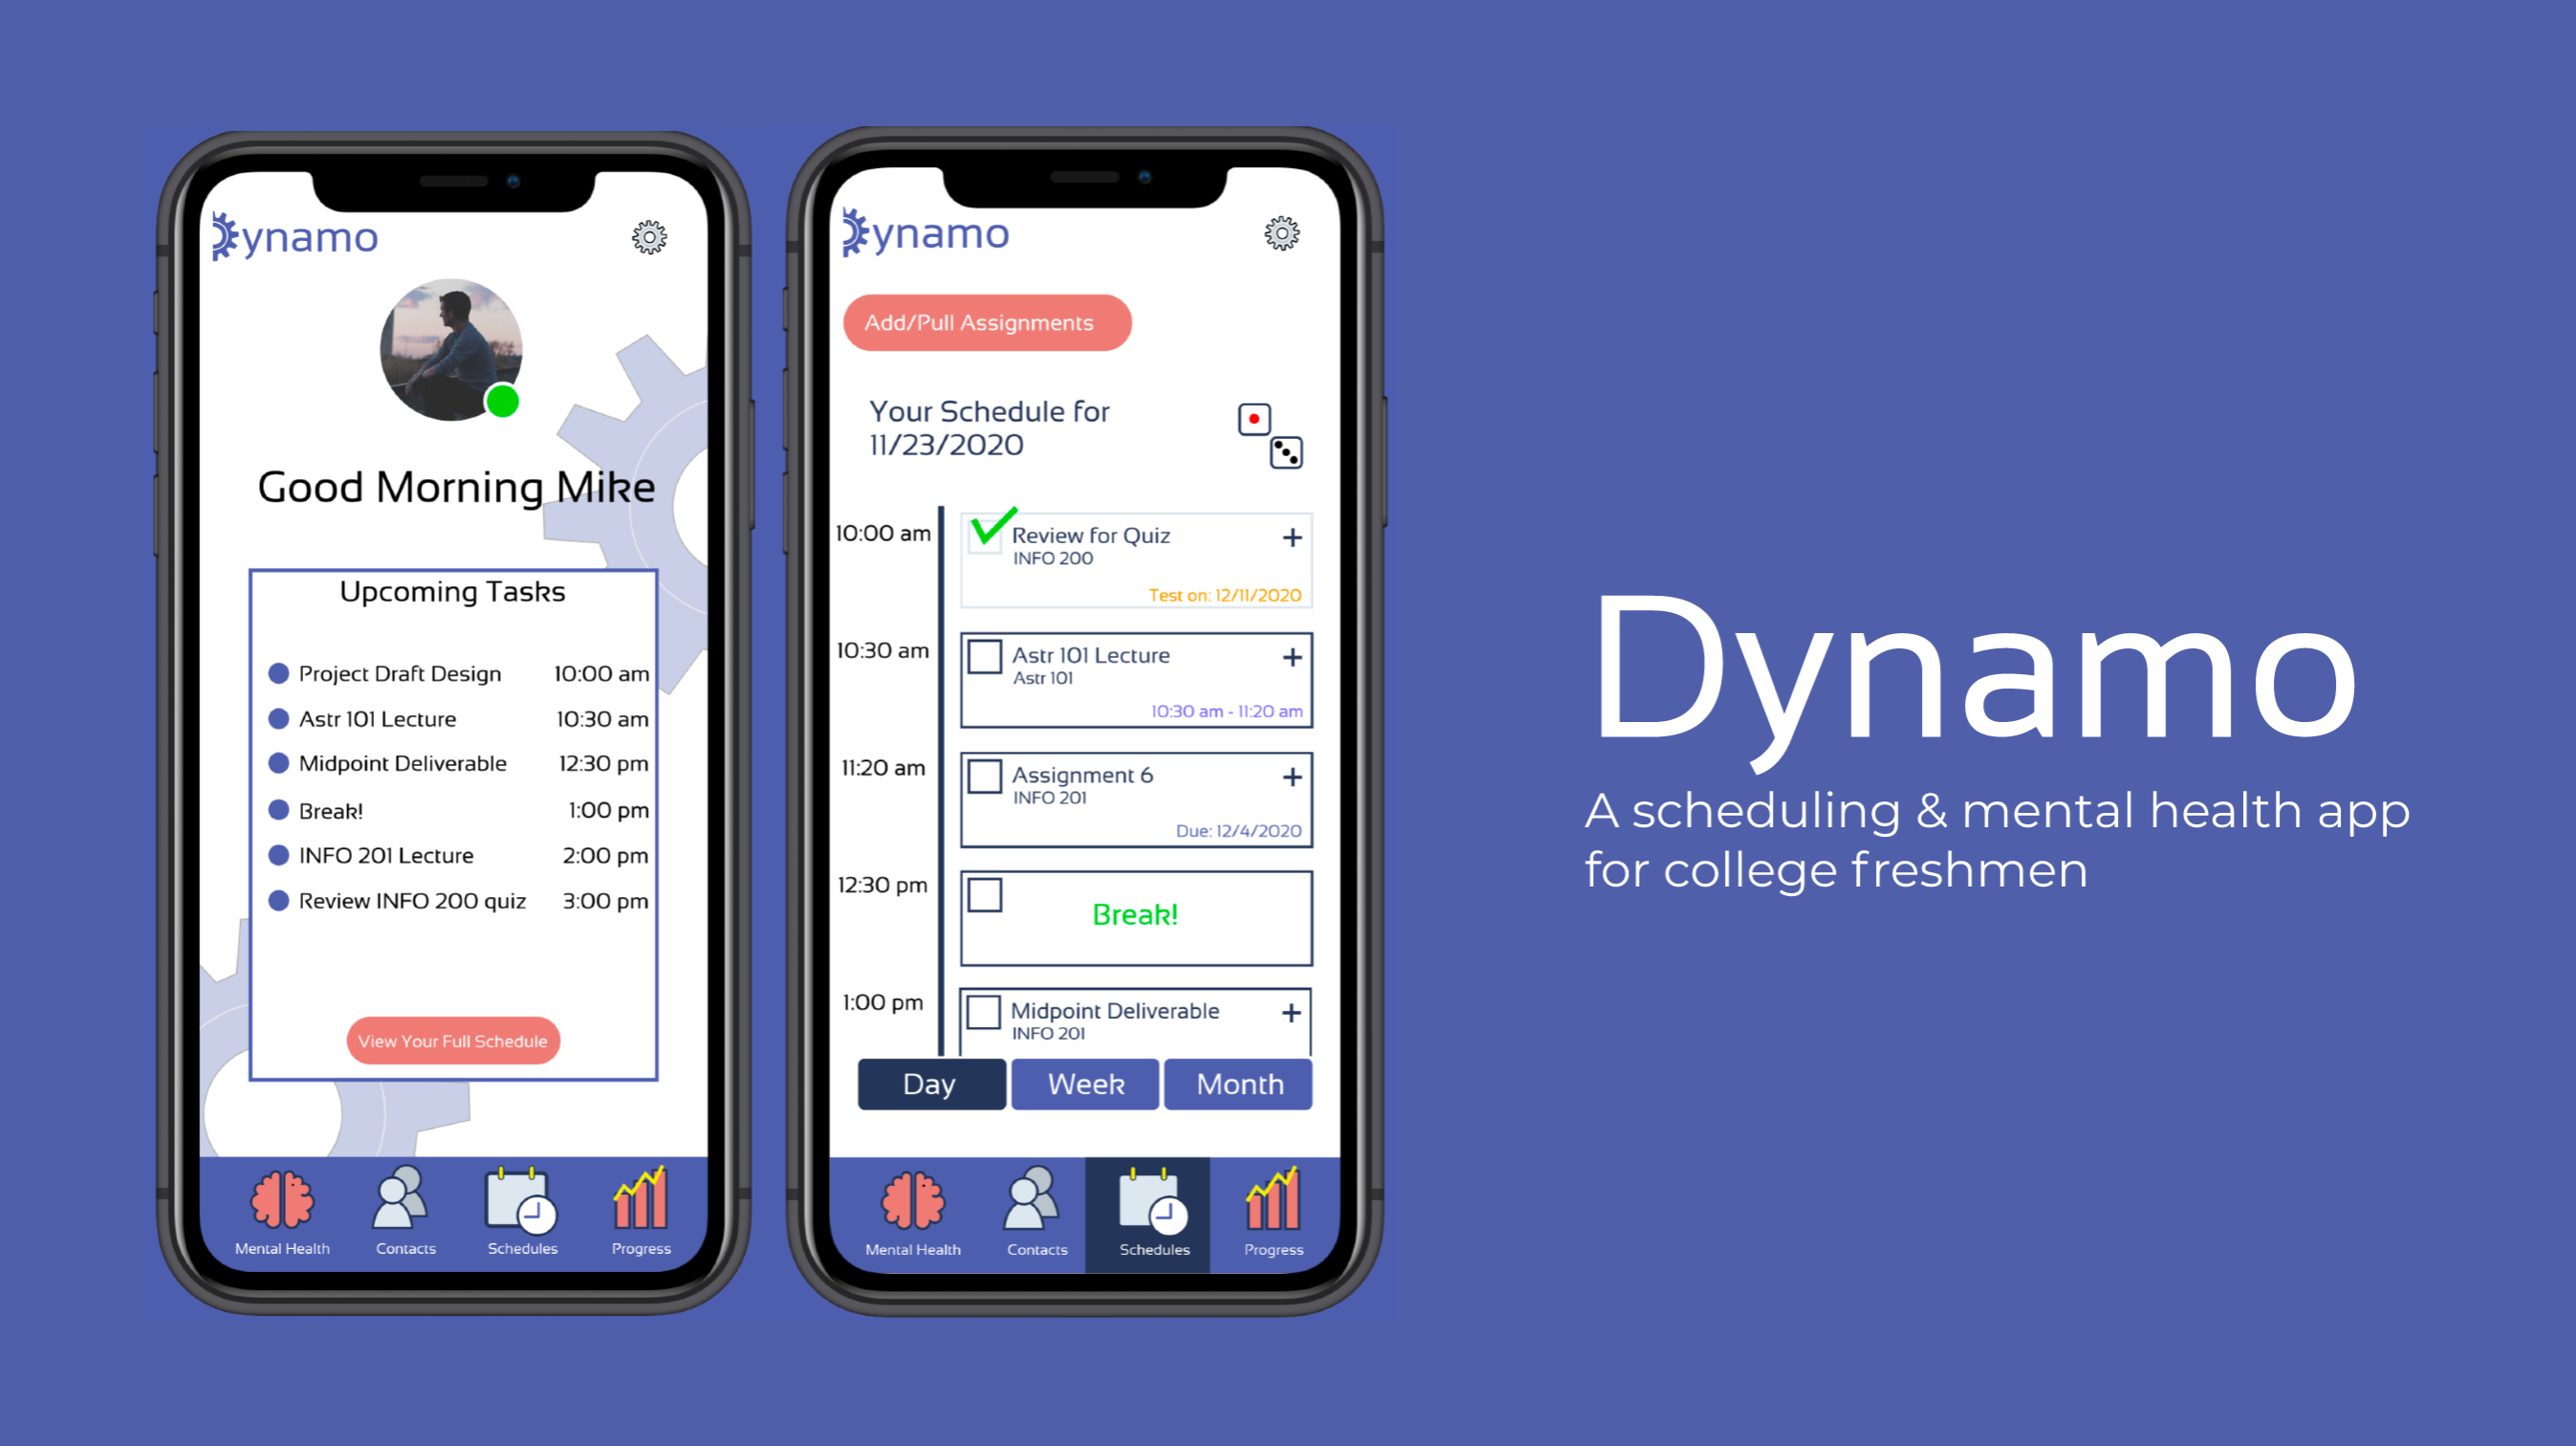 Dynamo
Good Morning Mike
Upcoming Tasks
Project Draft Design 10:00 am
Astr 101 Lecture 10:30 am
Midpoint Deliverable 12:30 pm
Break! 1:00 pm
INFO 201 Lecture 2:00 pm
Review INFO 200 quiz 3:00 pm
View Your Full Schedule
Mental Health Contacts Schedules Progress
Dynamo
Add/Pull Assignments
Your Schedule for
11/23/2020
10:00 am Review for Quiz +
INFO 200
Test on: 12/11/2020
10:30 am Astr 101 Lecture +
Astr 101
10:30 am - 11:20 am
11:20 am Assignment 6 +
INFO 201
Due: 12/4/2020
12:30 pm
Break!
1:00 pm Midpoint Deliverable +
INFO 201
Day Week Month
Mental Health Contacts Schedules Progress
Dynamo
A scheduling & mental health app
for college freshmen